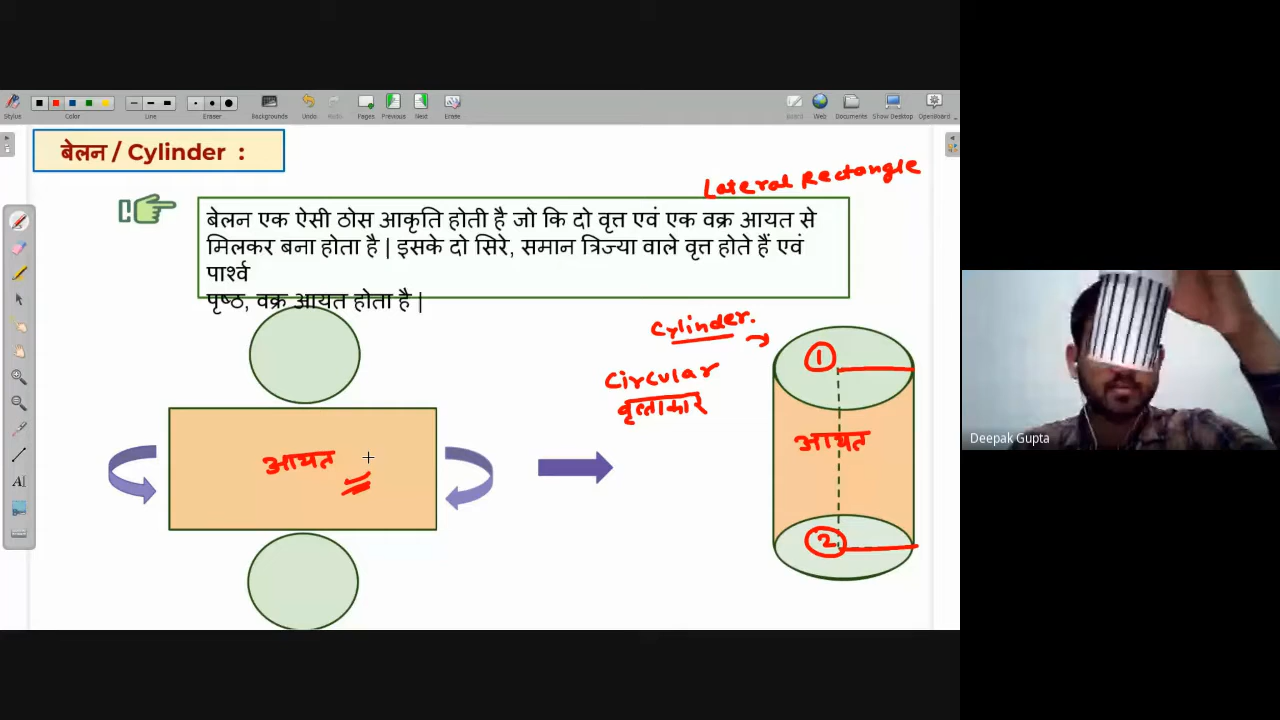 Stylus
Color
Line
Eraser
Backgrounds
Undo
Redo
Pages
Previous
Next
Erase
Board
Web
Documents
Show Desktop
OpenBoard
बेलन / Cylinder :
Lateral Rectangle
बेलन एक ऐसी ठोस आकृति होती है जो कि दो वृत्त एवं एक वक्र आयत से
मिलकर बना होता है | इसके दो सिरे, समान त्रिज्या वाले वृत्त होते हैं एवं
पार्श्व
पृष्ठ, वक्र आयत होता है |
Cylinder.
Circular
वृत्ताकार
1
आयत
आयत
2
Deepak Gupta